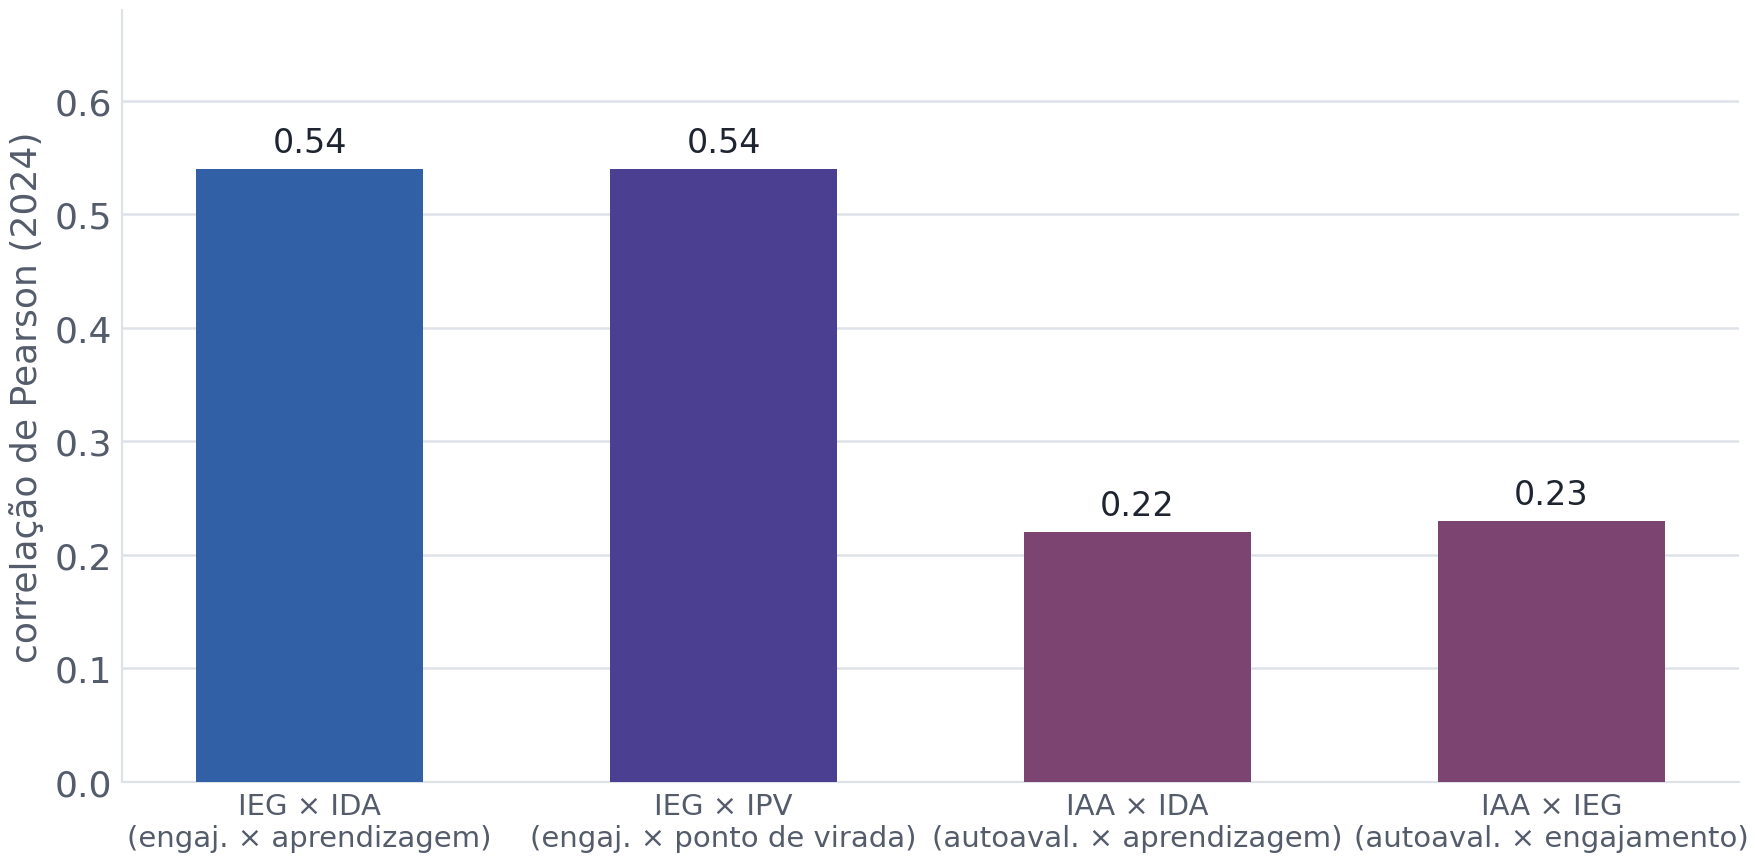 correlação de Pearson (2024)
0.6
0.5
0.4
0.3
0.2
0.1
0.0
0.54
0.54
0.22
0.23
IEG × IDA
(engaj. × aprendizagem)
IEG × IPV
(engaj. × ponto de virada)
IAA × IDA
(autoaval. × aprendizagem)
IAA × IEG
(autoaval. × engajamento)